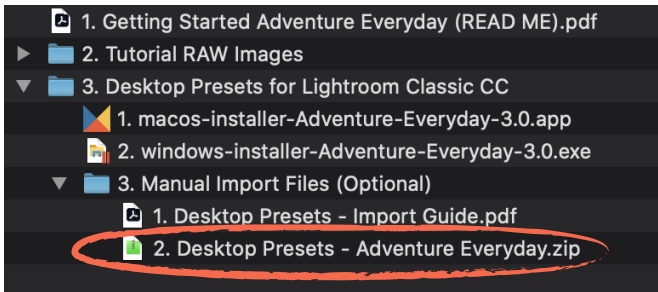 1. Getting Started Adventure Everyday (READ ME).pdf
2. Tutorial RAW Images
3. Desktop Presets for Lightroom Classic CC
1. macos-installer-Adventure-Everyday-3.0.app
2. windows-installer-Adventure-Everyday-3.0.exe
3. Manual Import Files (Optional)
1. Desktop Presets - Import Guide.pdf
2. Desktop Presets - Adventure Everyday.zip